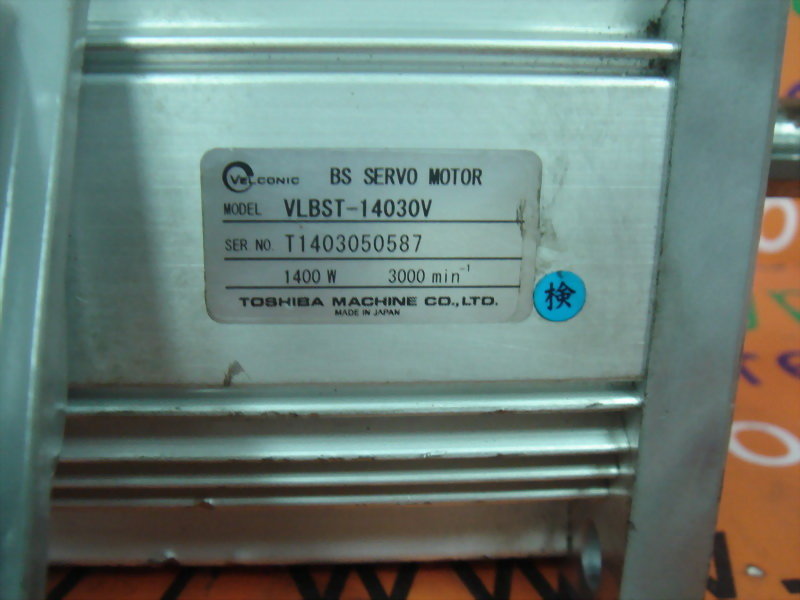 VELCONIC BS SERVO MOTOR
MODEL VLBST-14030V
SER NO. T1403050587
1400 W 3000 min⁻¹
TOSHIBA MACHINE CO.,LTD.
MADE IN JAPAN
検